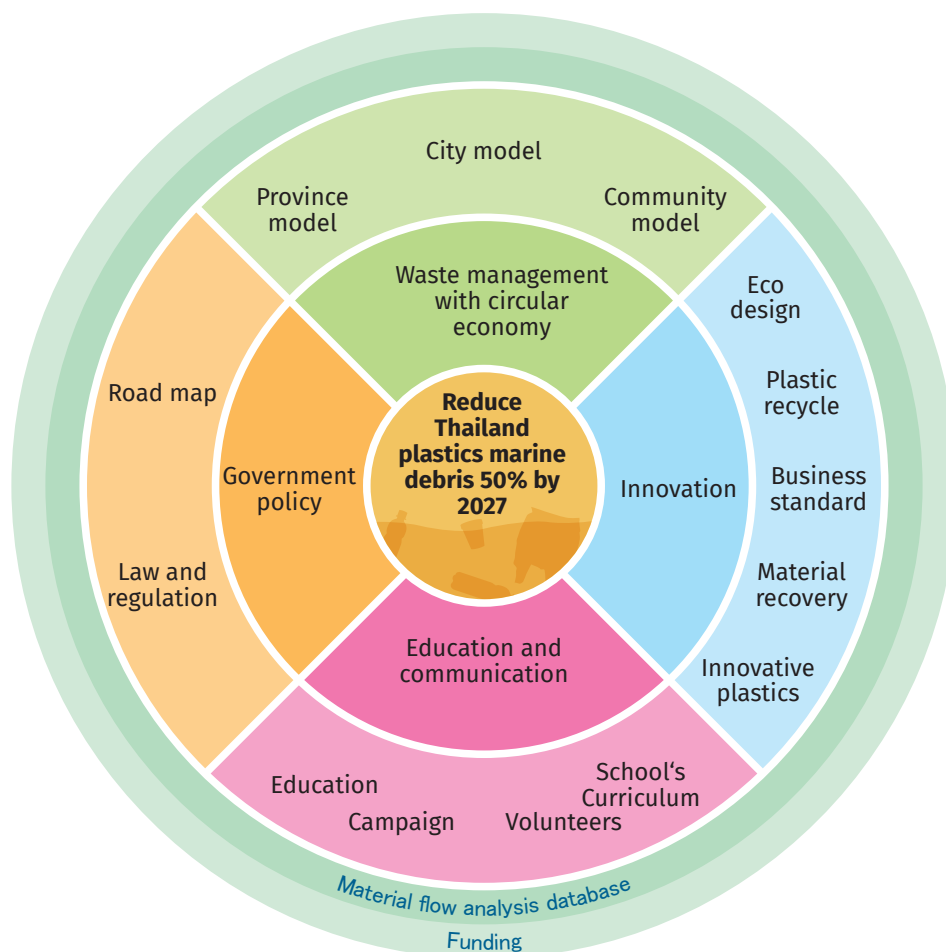 City model
Province
model
Community
model
Waste management
with circular
economy
Eco
design
Plastic
recycle
Business
standard
Material
recovery
Innovative
plastics
Innovation
Reduce
Thailand
plastics marine
debris 50% by
2027
Road map
Government
policy
Law and
regulation
Education and
communication
Education
Campaign
Volunteers
School‘s
Curriculum
Material flow analysis database
Funding